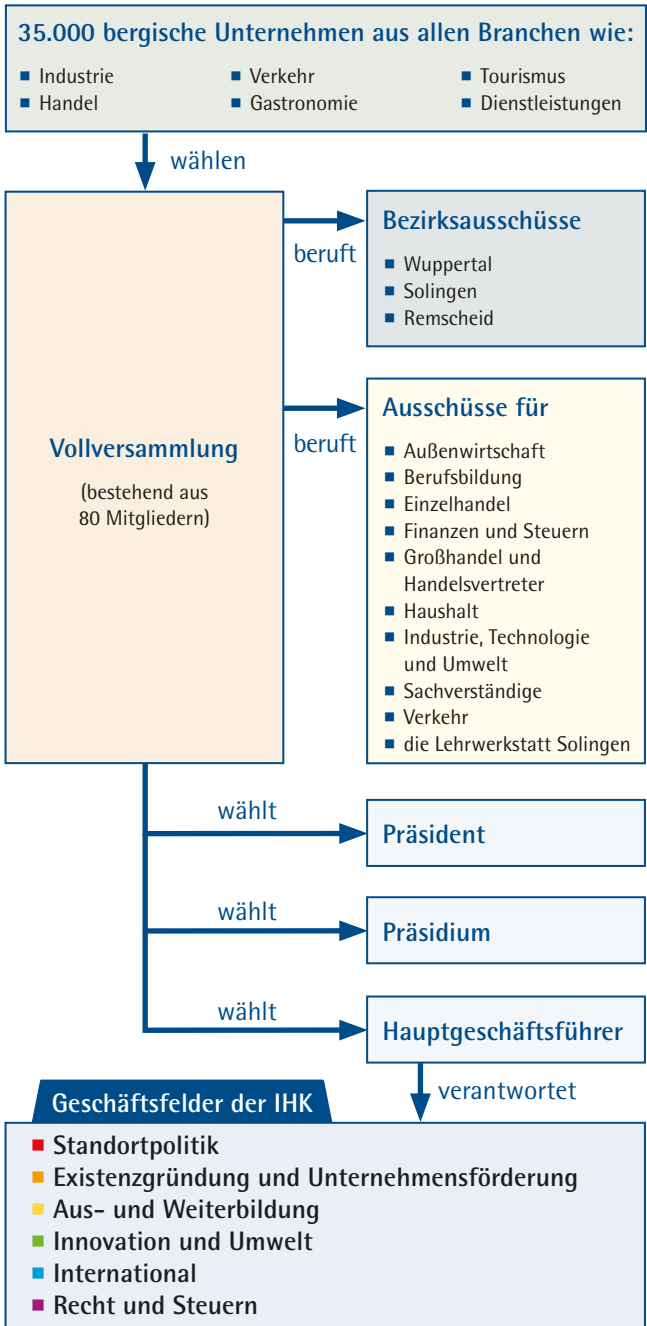 35.000 bergische Unternehmen aus allen Branchen wie:
■ Industrie
■ Handel
■ Verkehr
■ Gastronomie
■ Tourismus
■ Dienstleistungen
wählen
Vollversammlung
(bestehend aus
80 Mitgliedern)
beruft
Bezirksausschüsse
■ Wuppertal
■ Solingen
■ Remscheid
beruft
Ausschüsse für
■ Außenwirtschaft
■ Berufsbildung
■ Einzelhandel
■ Finanzen und Steuern
■ Großhandel und
Handelsvertreter
■ Haushalt
■ Industrie, Technologie
und Umwelt
■ Sachverständige
■ Verkehr
■ die Lehrwerkstatt Solingen
wählt
Präsident
wählt
Präsidium
wählt
Hauptgeschäftsführer
verantwortet
Geschäftsfelder der IHK
■ Standortpolitik
■ Existenzgründung und Unternehmensförderung
■ Aus- und Weiterbildung
■ Innovation und Umwelt
■ International
■ Recht und Steuern